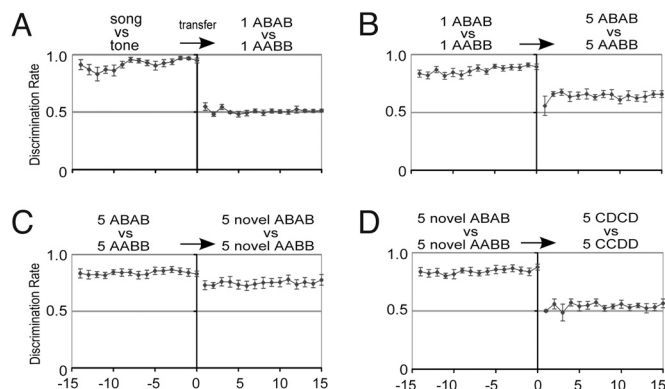 A
song
vs
tone
transfer
1 ABAB
vs
1 AABB
Discrimination Rate
1.0
0.5
0
B
1 ABAB
vs
1 AABB
5 ABAB
vs
5 AABB
1.0
0.5
0
C
5 ABAB
vs
5 AABB
5 novel ABAB
vs
5 novel AABB
Discrimination Rate
1.0
0.5
-15
-10
-5
0
5
10
15
D
5 novel ABAB
vs
5 novel AABB
5 CDCD
vs
5 CCDD
1.0
0.5
0
-15
-10
-5
0
5
10
15